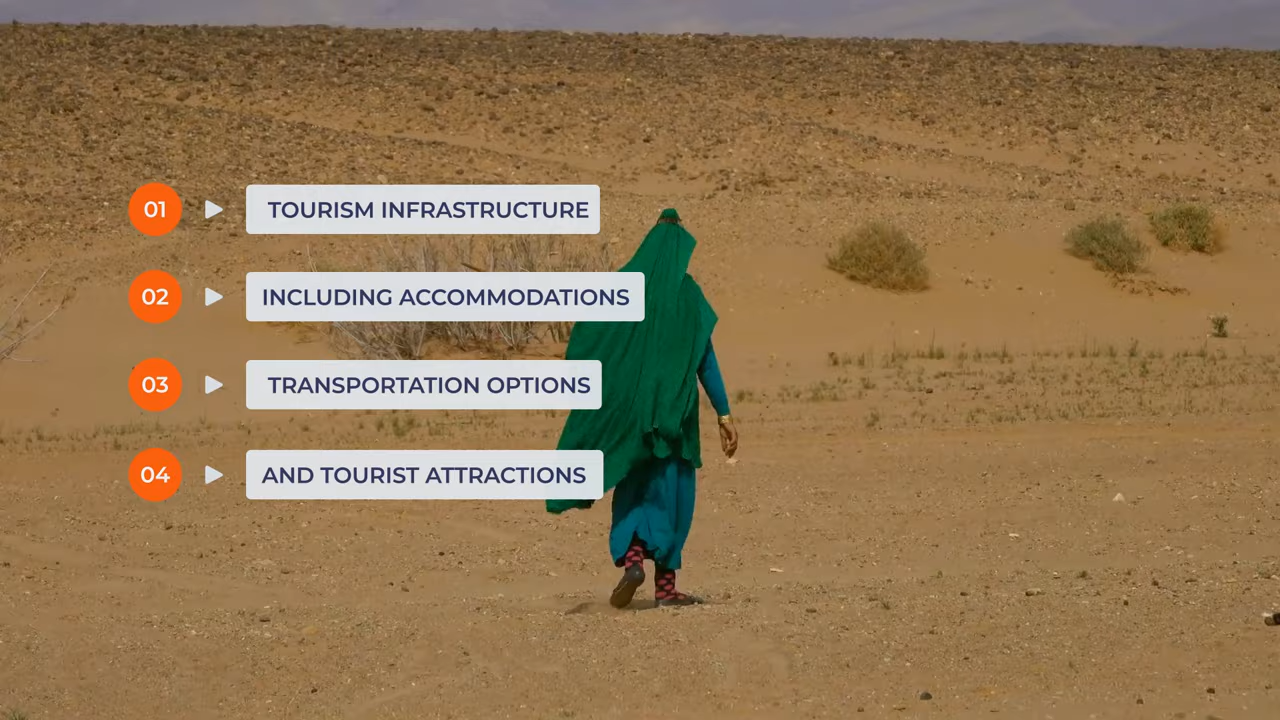 01 TOURISM INFRASTRUCTURE
02 INCLUDING ACCOMMODATIONS
03 TRANSPORTATION OPTIONS
04 AND TOURIST ATTRACTIONS